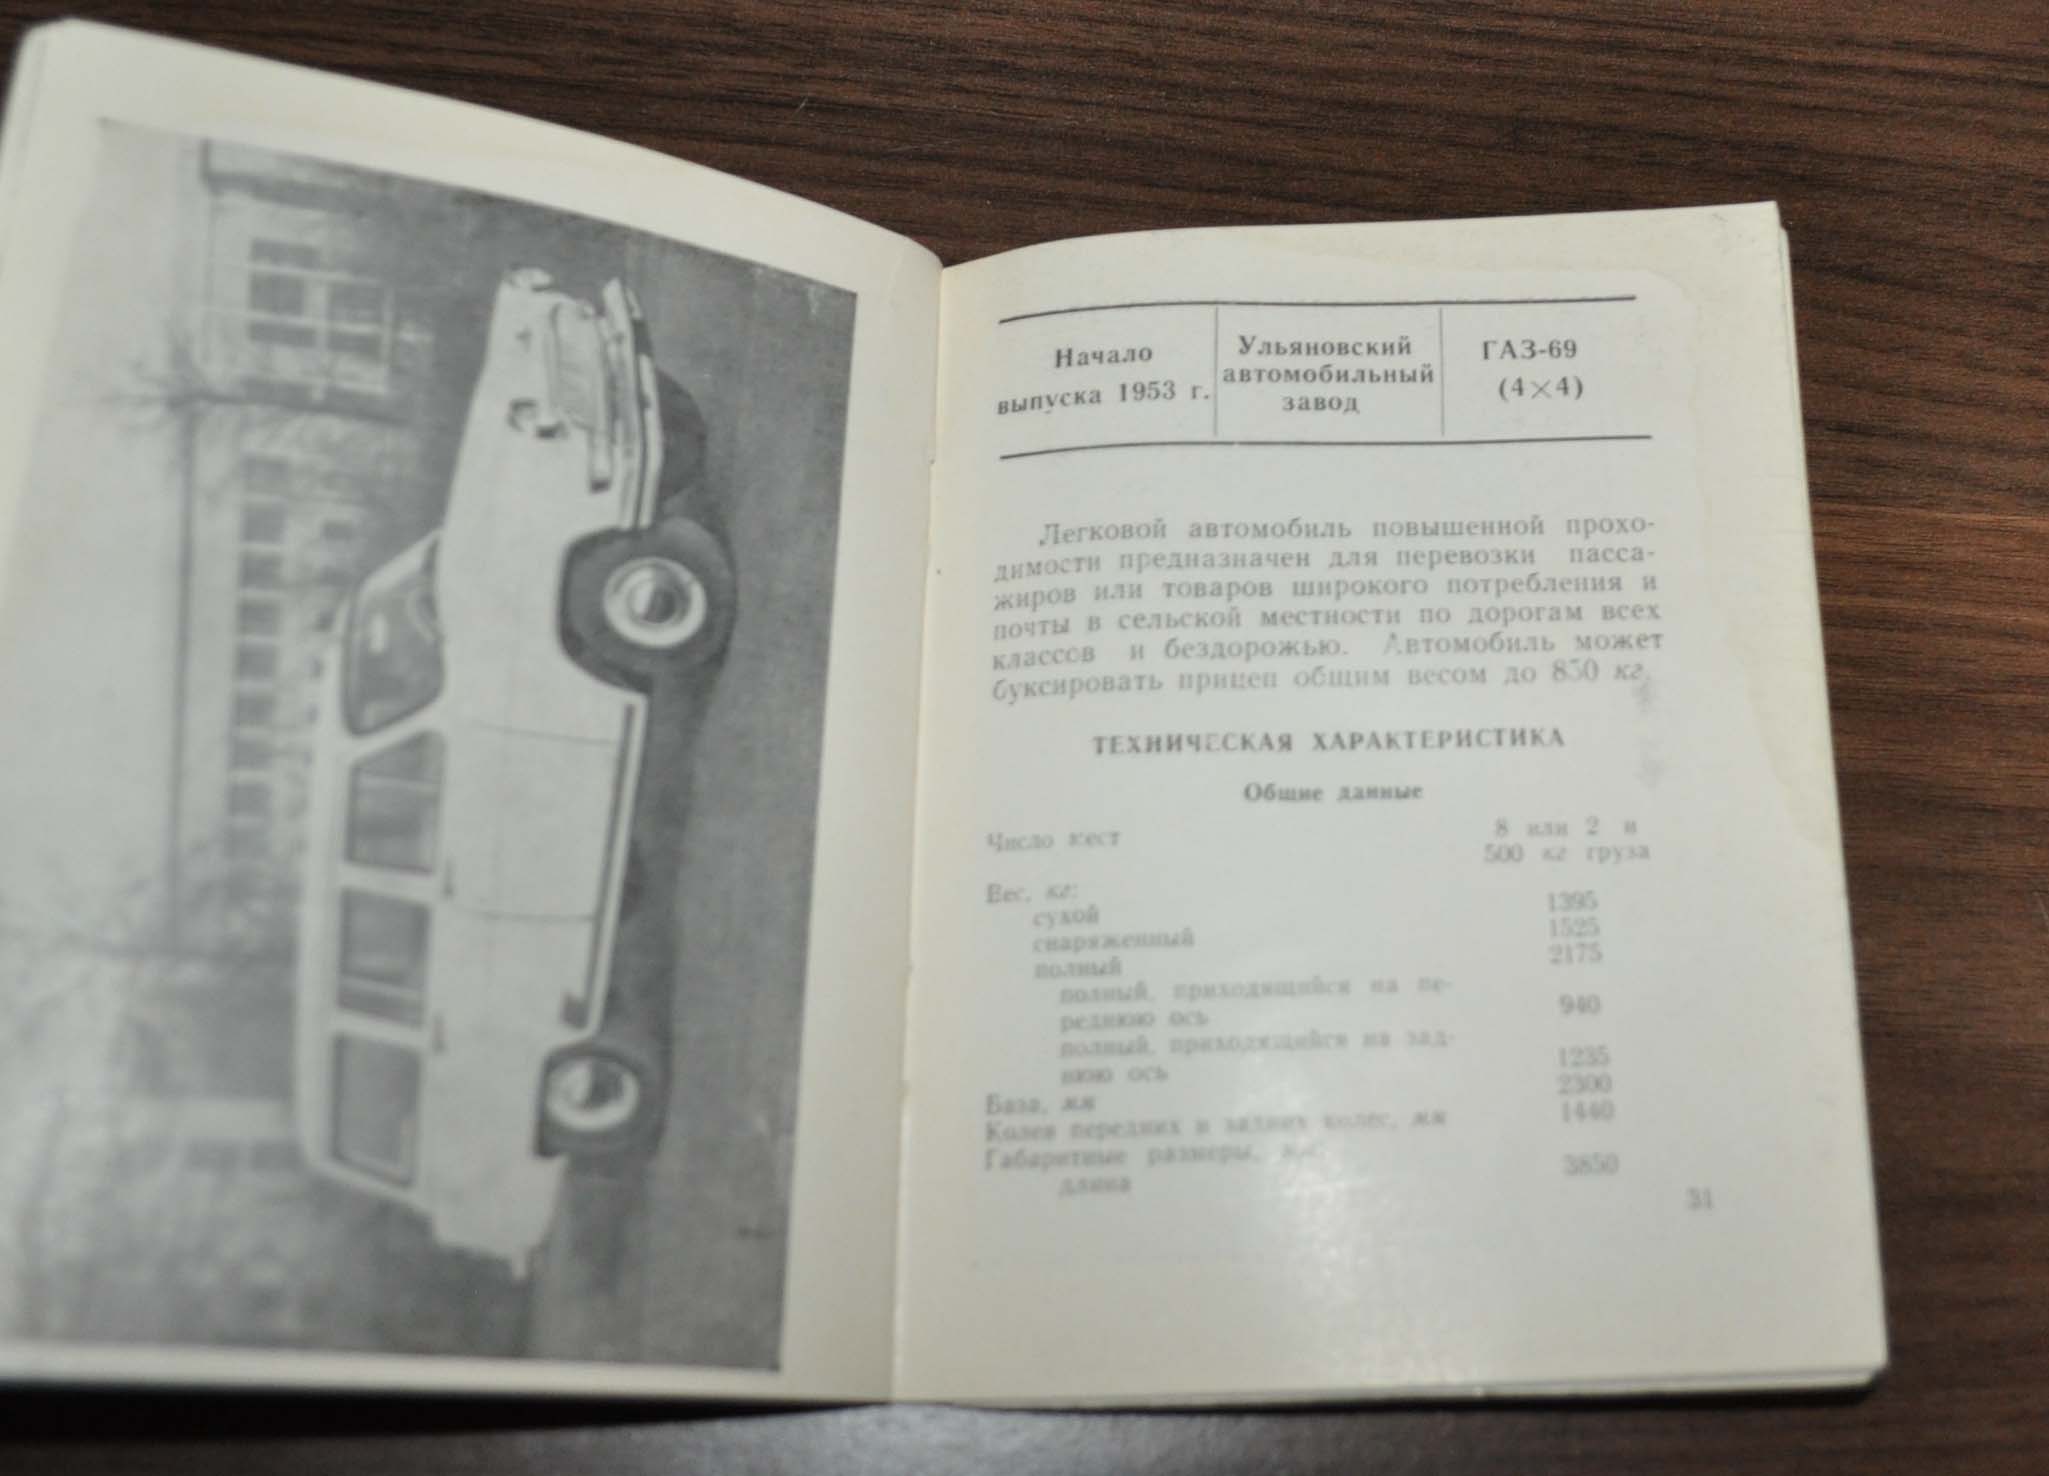 Начало
выпуска 1953 г.
Ульяновский
автомобильный
завод
ГАЗ-69
(4×4)
Легковой автомобиль повышенной прохо-
димости предназначен для перевозки пасса-
жиров или товаров широкого потребления и
почты в сельской местности по дорогам всех
классов и бездорожью. Автомобиль может
буксировать прицеп общим весом до 850 кг.
ТЕХНИЧЕСКАЯ ХАРАКТЕРИСТИКА
Общие данные
Число мест 8 или 2 и
500 кг груза
Вес, кг:
сухой 1395
снаряженный 1525
полный 2175
полный, приходящийся на пе-
реднюю ось 940
полный, приходящийся на зад-
нюю ось 1235
База, мм 2300
Колея передних и задних колес, мм 1440
Габаритные размеры, мм:
длина 3850
31